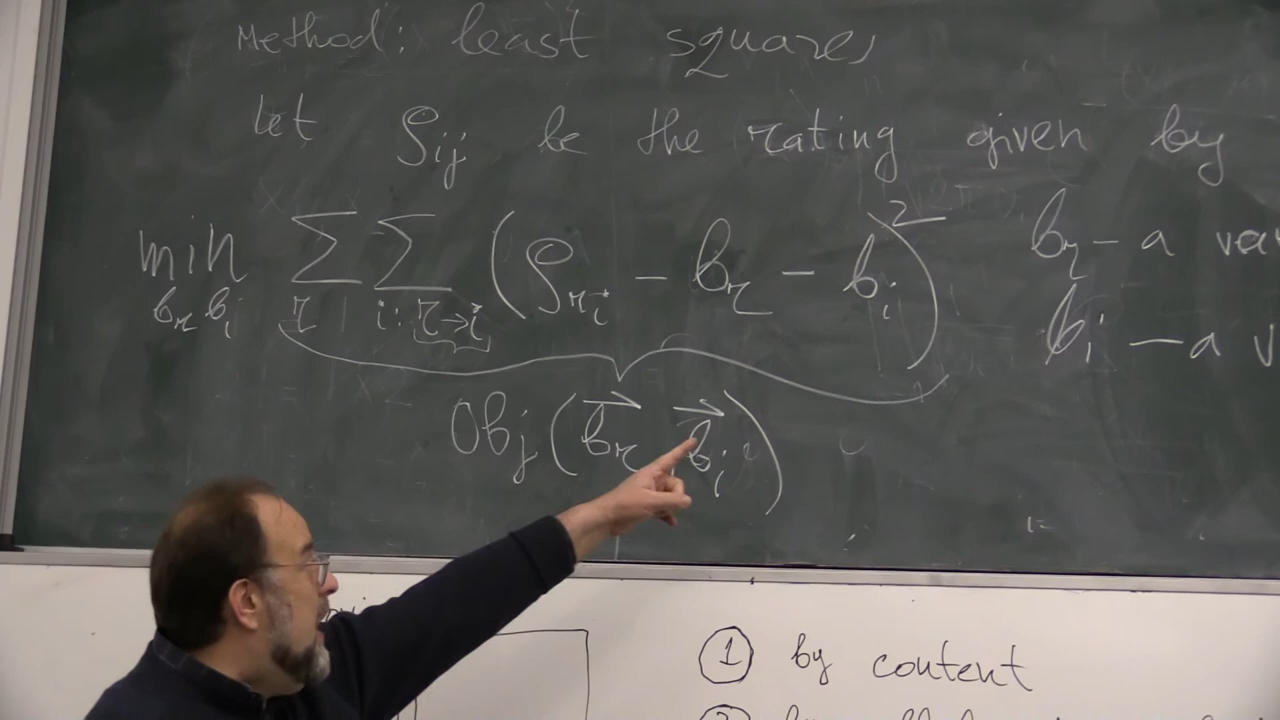 Method: least squares
let ρij be the rating given by
min Σ Σ (ρri - br - bi)²
br bi r i: r→i
br - a
bi - a
Obj(br bi)
① by content
②